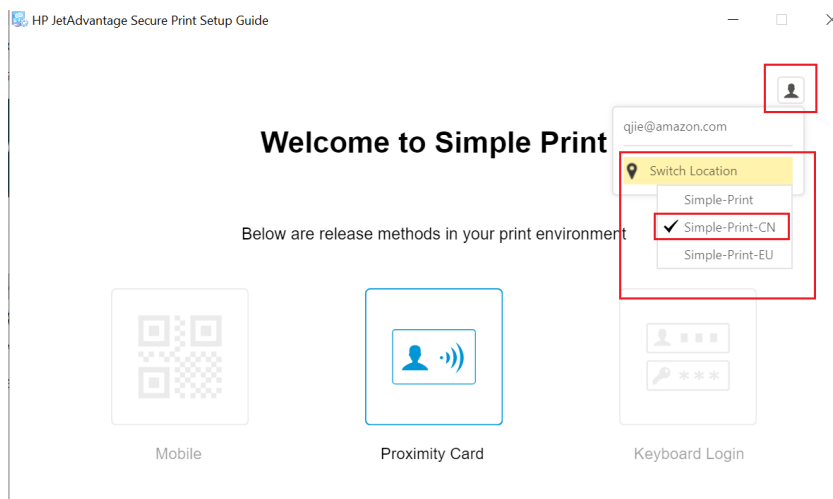 HP JetAdvantage Secure Print Setup Guide
qjie@amazon.com
Welcome to Simple Print
Switch Location
Simple-Print
Simple-Print-CN
Simple-Print-EU
Below are release methods in your print environment
Mobile
Proximity Card
Keyboard Login